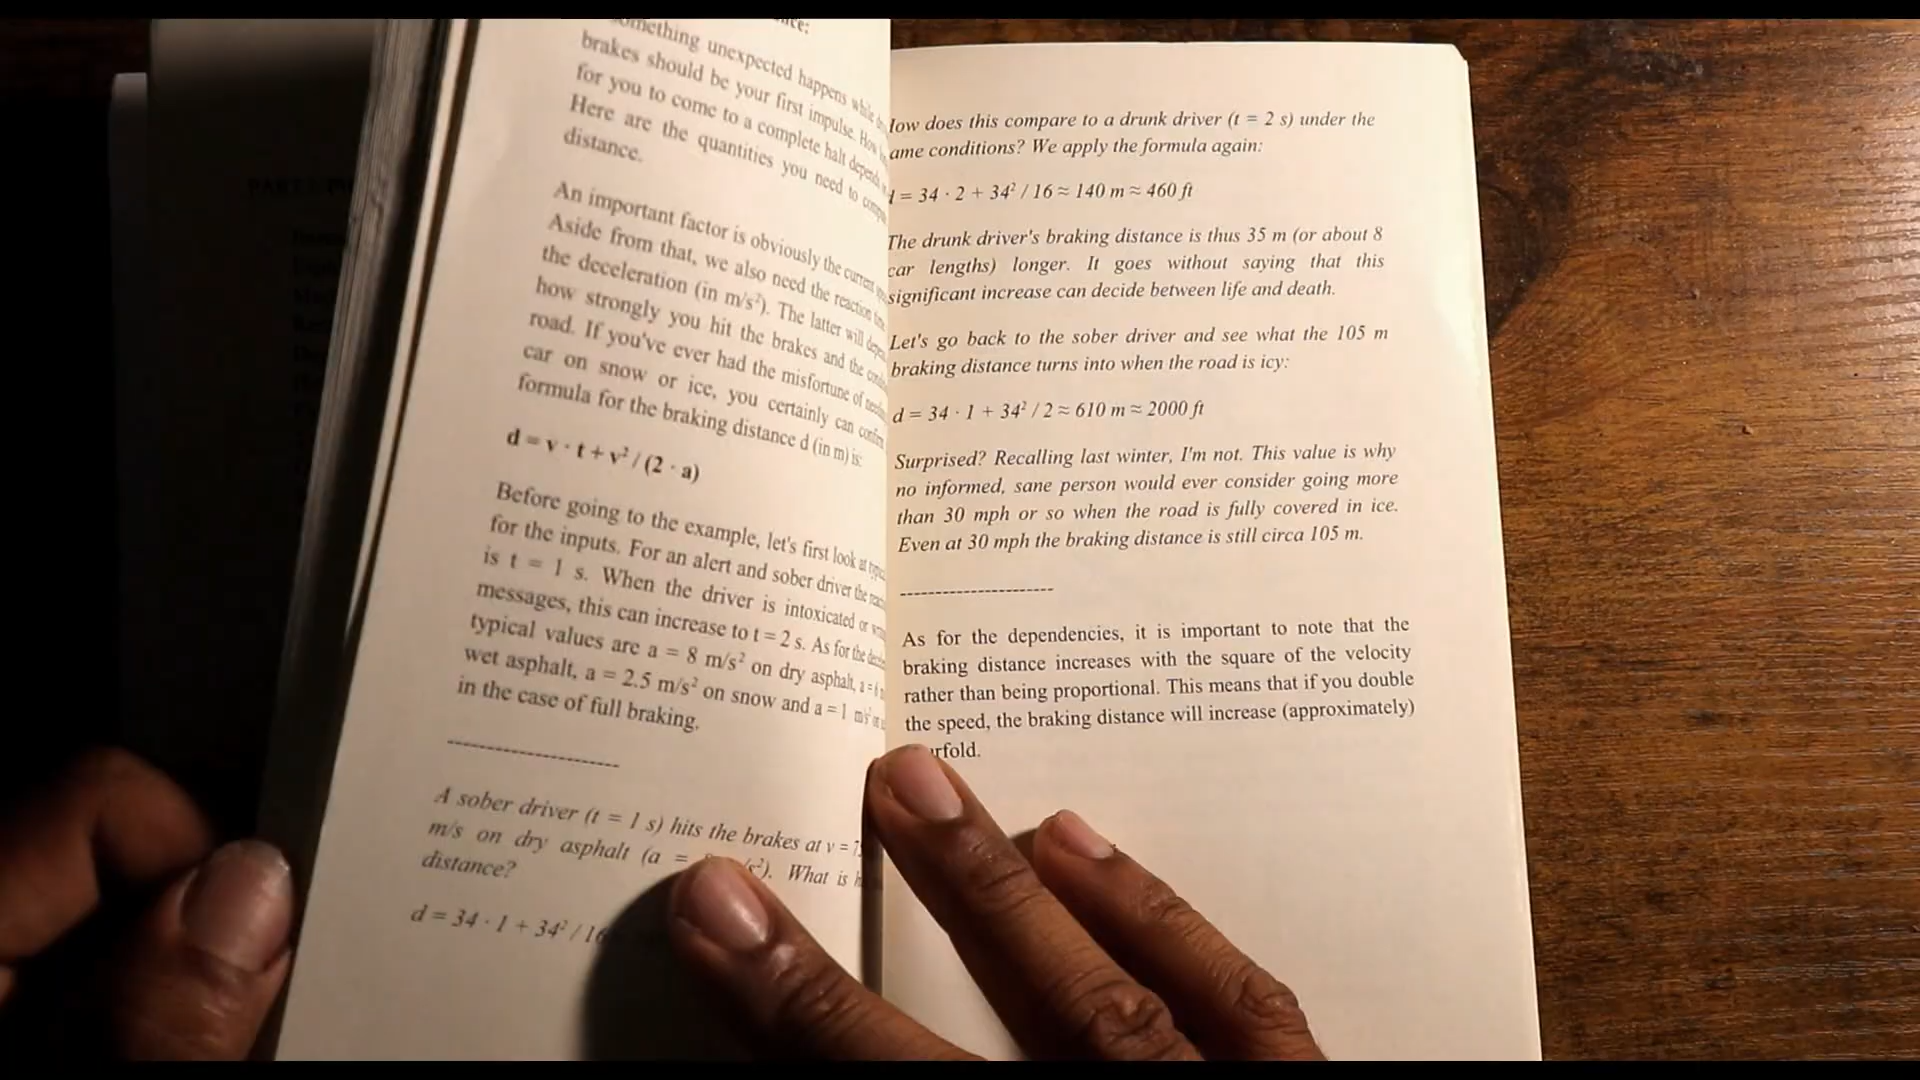 something unexpected happens while
brakes should be your first impulse. How
for you to come to a complete halt depends
Here are the quantities you need to
distance.
An important factor is obviously the current
Aside from that, we also need the reaction
the deceleration (in m/s²). The latter will
how strongly you hit the brakes and the
road. If you've ever had the misfortune of
car on snow or ice, you certainly can
formula for the braking distance d (in m) is:
d = v · t + v² / (2 · a)
Before going to the example, let's first look at
for the inputs. For an alert and sober driver the
is t = 1 s. When the driver is intoxicated or
messages, this can increase to t = 2 s. As for the
typical values are a = 8 m/s² on dry asphalt,
wet asphalt, a = 2.5 m/s² on snow and a = 1 m/s²
in the case of full braking.
--------------------
A sober driver (t = 1 s) hits the brakes at v =
m/s on dry asphalt (a = What is
distance?
d = 34 · 1 + 34² / 16
How does this compare to a drunk driver (t = 2 s) under the
ame conditions? We apply the formula again:
d = 34 · 2 + 34² / 16 ≈ 140 m ≈ 460 ft
The drunk driver's braking distance is thus 35 m (or about 8
car lengths) longer. It goes without saying that this
significant increase can decide between life and death.
Let's go back to the sober driver and see what the 105 m
braking distance turns into when the road is icy:
d = 34 · 1 + 34² / 2 ≈ 610 m ≈ 2000 ft
Surprised? Recalling last winter, I'm not. This value is why
no informed, sane person would ever consider going more
than 30 mph or so when the road is fully covered in ice.
Even at 30 mph the braking distance is still circa 105 m.
--------------------
As for the dependencies, it is important to note that the
braking distance increases with the square of the velocity
rather than being proportional. This means that if you double
the speed, the braking distance will increase (approximately)
rfold.